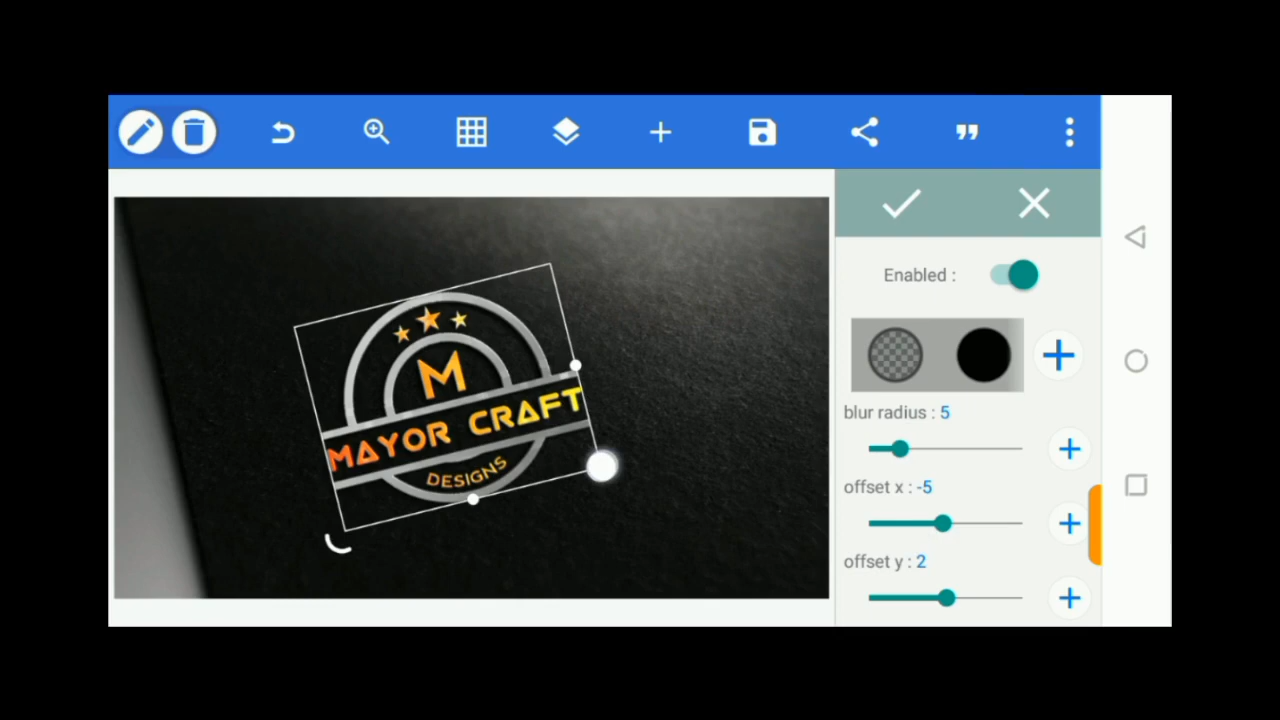 Enabled :
blur radius : 5
offset x : -5
offset y : 2
M
MAYOR CRAFT
DESIGNS